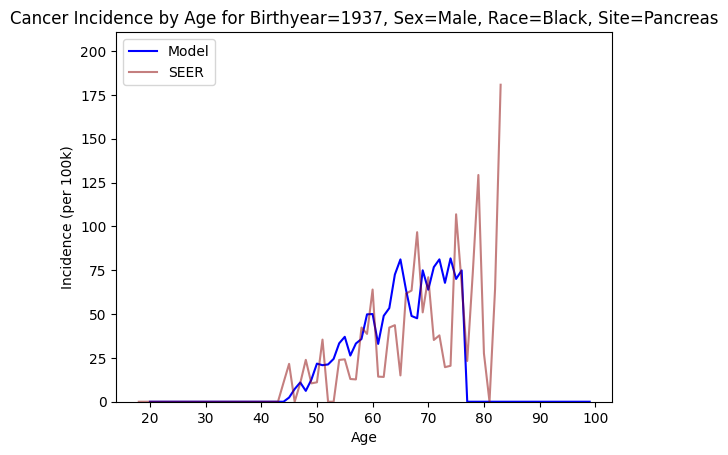 Cancer Incidence by Age for Birthyear=1937, Sex=Male, Race=Black, Site=Pancreas
Model
SEER
200
175
150
125
100
75
50
25
0
Incidence (per 100k)
20 30 40 50 60 70 80 90 100
Age